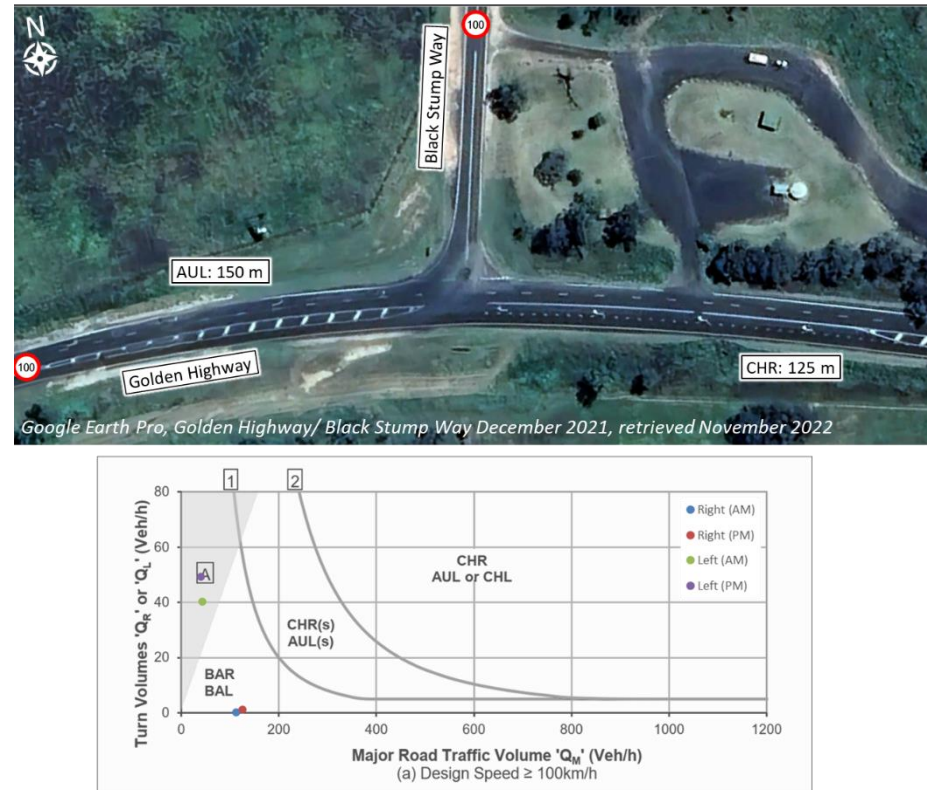 N
100
Black Stump Way
AUL: 150 m
100
Golden Highway
CHR: 125 m
Google Earth Pro, Golden Highway/ Black Stump Way December 2021, retrieved November 2022
1
2
80
60
40
20
0
Turn Volumes 'QR' or 'QL' (Veh/h)
A
BAR
BAL
CHR(s)
AUL(s)
CHR
AUL or CHL
Right (AM)
Right (PM)
Left (AM)
Left (PM)
0 200 400 600 800 1000 1200
Major Road Traffic Volume 'QM' (Veh/h)
(a) Design Speed ≥ 100km/h